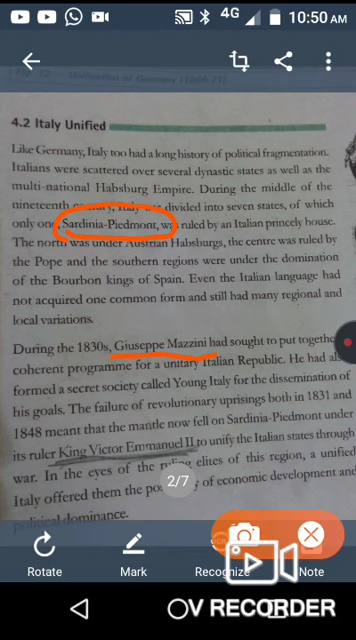 4G 10:50 AM
4.2 Italy Unified
Like Germany, Italy too had a long history of political fragmentation.
Italians were scattered over several dynastic states as well as the
multi-national Habsburg Empire. During the middle of the
nineteenth century, Italy was divided into seven states, of which
only one, Sardinia-Piedmont, was ruled by an Italian princely house.
The north was under Austrian Habsburgs, the centre was ruled by
the Pope and the southern regions were under the domination
of the Bourbon kings of Spain. Even the Italian language had
not acquired one common form and still had many regional and
local variations.
During the 1830s, Giuseppe Mazzini had sought to put togethe
coherent programme for a unitary Italian Republic. He had als
formed a secret society called Young Italy for the dissemination of
his goals. The failure of revolutionary uprisings both in 1831 and
1848 meant that the mantle now fell on Sardinia-Piedmont under
its ruler King Victor Emmanuel II to unify the Italian states through
war. In the eyes of the ruling elites of this region, a unified
Italy offered them the pos y of economic development and
2/7
political dominance.
Rotate Mark Recognize Note
V RECORDER